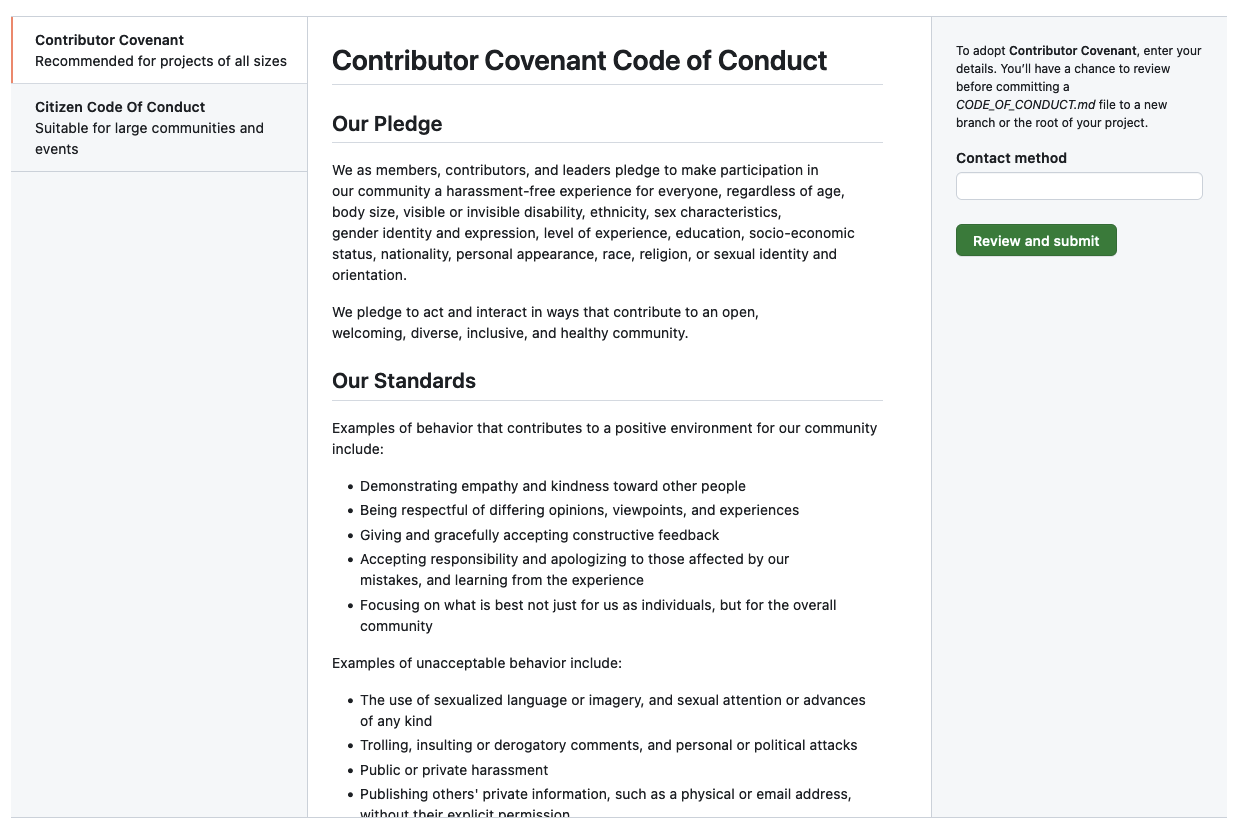 Contributor Covenant
Recommended for projects of all sizes
Citizen Code Of Conduct
Suitable for large communities and
events
Contributor Covenant Code of Conduct
Our Pledge
We as members, contributors, and leaders pledge to make participation in
our community a harassment-free experience for everyone, regardless of age,
body size, visible or invisible disability, ethnicity, sex characteristics,
gender identity and expression, level of experience, education, socio-economic
status, nationality, personal appearance, race, religion, or sexual identity and
orientation.
We pledge to act and interact in ways that contribute to an open,
welcoming, diverse, inclusive, and healthy community.
Our Standards
Examples of behavior that contributes to a positive environment for our community
include:
• Demonstrating empathy and kindness toward other people
• Being respectful of differing opinions, viewpoints, and experiences
• Giving and gracefully accepting constructive feedback
• Accepting responsibility and apologizing to those affected by our
mistakes, and learning from the experience
• Focusing on what is best not just for us as individuals, but for the overall
community
Examples of unacceptable behavior include:
• The use of sexualized language or imagery, and sexual attention or advances
of any kind
• Trolling, insulting or derogatory comments, and personal or political attacks
• Public or private harassment
• Publishing others' private information, such as a physical or email address,
without their explicit permission
To adopt Contributor Covenant, enter your
details. You’ll have a chance to review
before committing a
CODE_OF_CONDUCT.md file to a new
branch or the root of your project.
Contact method
Review and submit